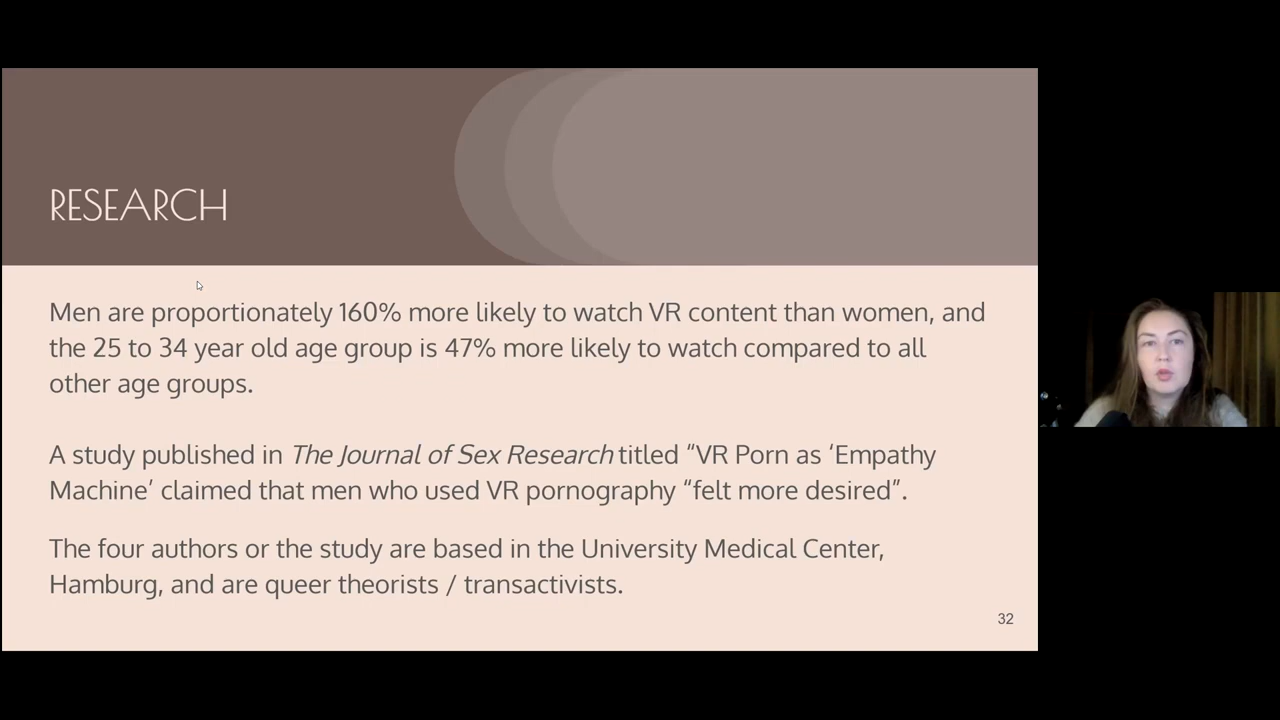 RESEARCH
Men are proportionately 160% more likely to watch VR content than women, and
the 25 to 34 year old age group is 47% more likely to watch compared to all
other age groups.
A study published in The Journal of Sex Research titled “VR Porn as ‘Empathy
Machine’ claimed that men who used VR pornography “felt more desired”.
The four authors or the study are based in the University Medical Center,
Hamburg, and are queer theorists / transactivists.
32